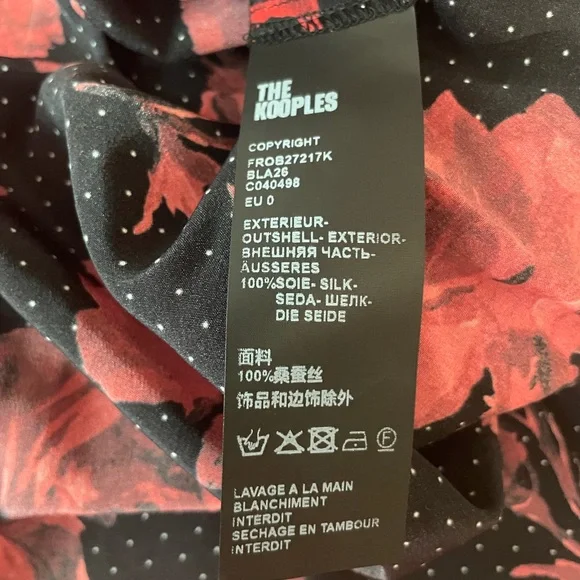 THE
KOOPLES
COPYRIGHT
FROB27217K
BLA26
C040498
EU 0
EXTERIEUR-
OUTSHELL- EXTERIOR-
ВНЕШНЯЯ ЧАСТЬ-
ÄUSSERES
100%SOIE- SILK-
SEDA- ШЕЛК-
DIE SEIDE
面料
100%桑蚕丝
饰品和边饰除外
F
LAVAGE A LA MAIN
BLANCHIMENT
INTERDIT
SECHAGE EN TAMBOUR
INTERDIT